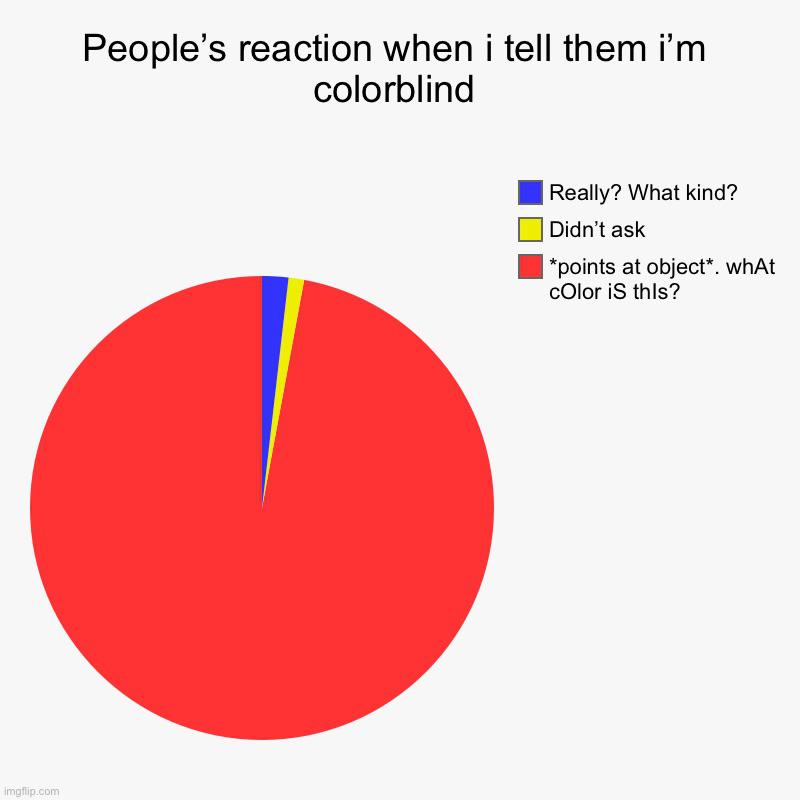 People’s reaction when i tell them i’m
colorblind
Really? What kind?
Didn’t ask
*points at object*. whAt
cOlor iS thIs?
imgflip.com